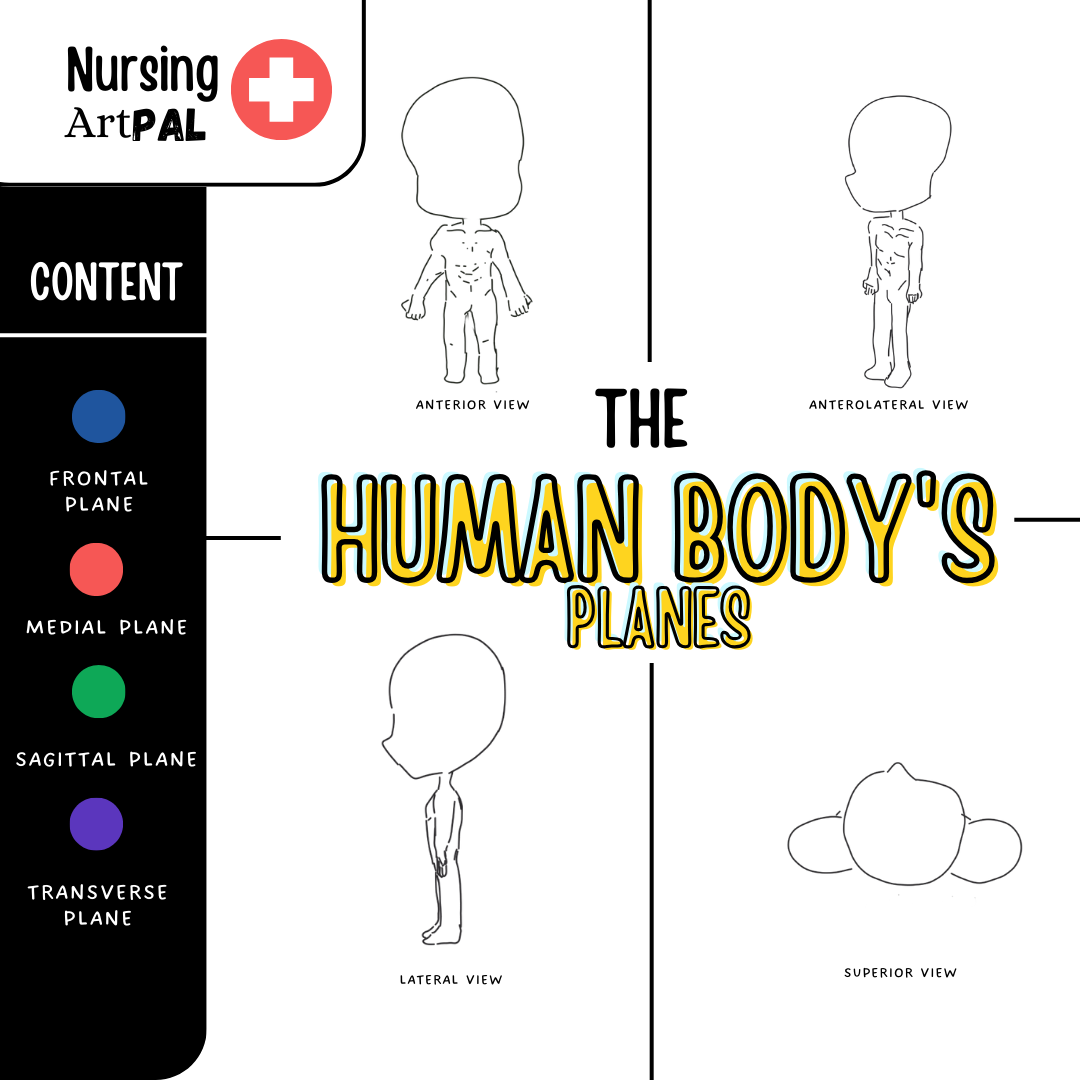 Nursing
ArtPAL
CONTENT
FRONTAL
PLANE
MEDIAL PLANE
SAGITTAL PLANE
TRANSVERSE
PLANE
ANTERIOR VIEW
ANTEROLATERAL VIEW
THE
HUMAN BODY'S
PLANES
LATERAL VIEW
SUPERIOR VIEW